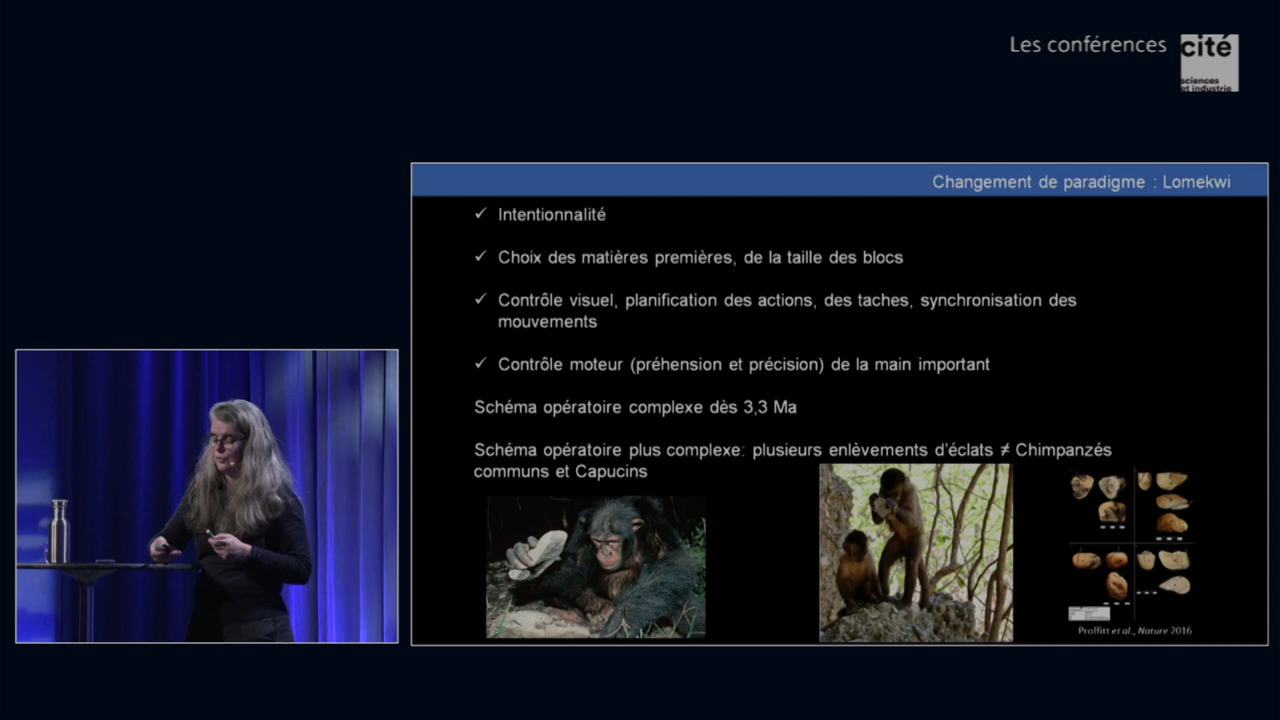 Les conférences
cité
sciences
et industrie
Changement de paradigme : Lomekwi
✓ Intentionnalité
✓ Choix des matières premières, de la taille des blocs
✓ Contrôle visuel, planification des actions, des taches, synchronisation des
mouvements
✓ Contrôle moteur (préhension et précision) de la main important
Schéma opératoire complexe dès 3,3 Ma
Schéma opératoire plus complexe: plusieurs enlèvements d'éclats ≠ Chimpanzés
communs et Capucins
Proffitt et al., Nature 2016